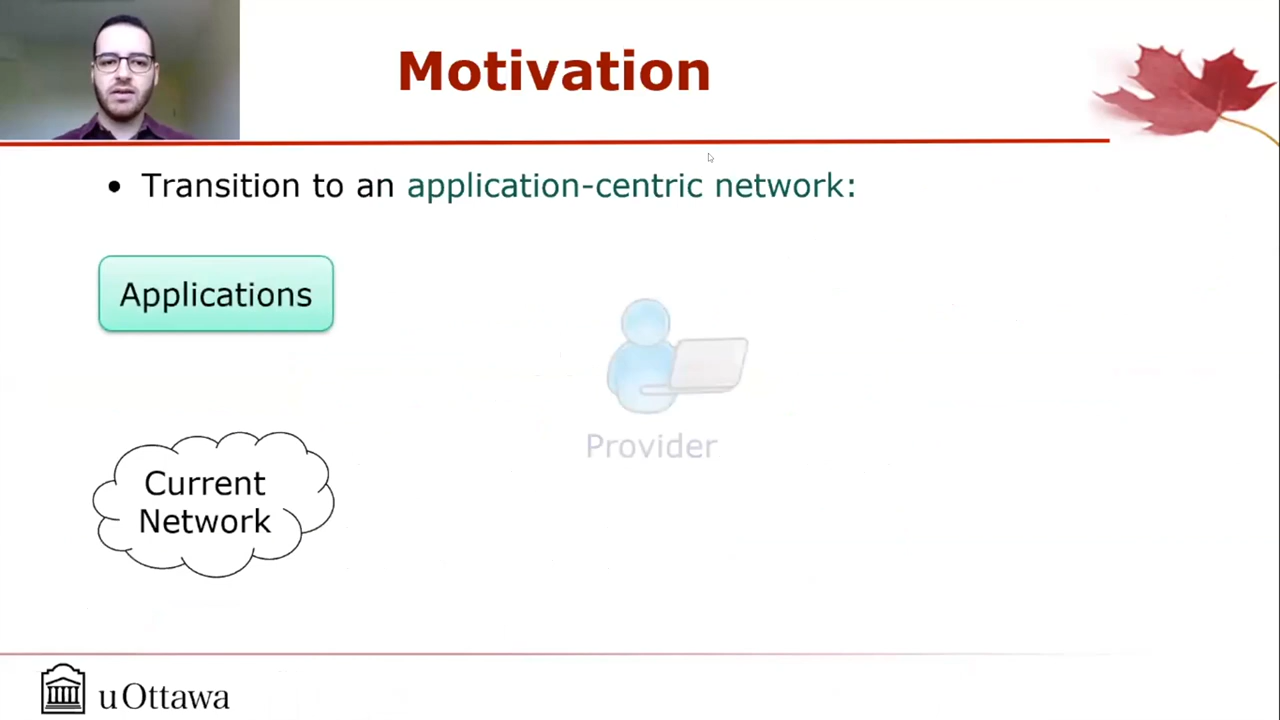 Motivation
• Transition to an application-centric network:
Applications
Provider
Current
Network
uOttawa